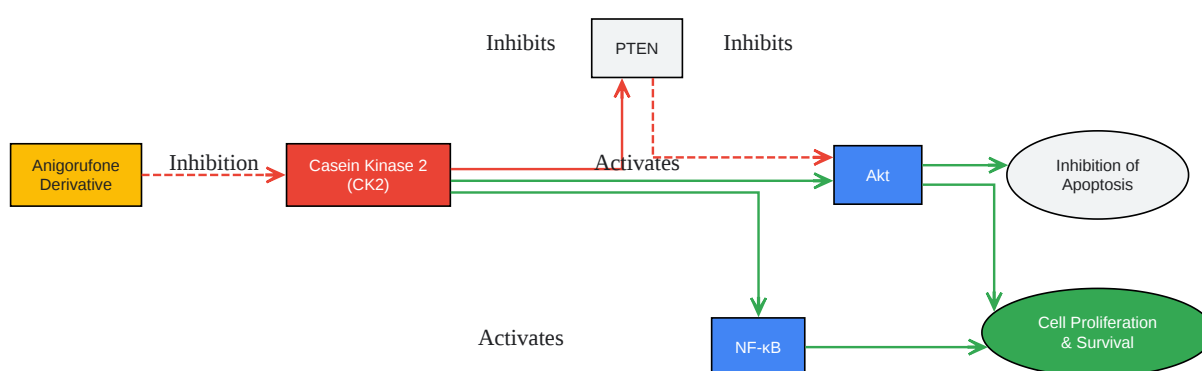 Inhibits
PTEN
Inhibits
Anigorufone
Derivative
Inhibition
Casein Kinase 2
(CK2)
Activates
Akt
Inhibition of
Apoptosis
Activates
NF-κB
Cell Proliferation
& Survival